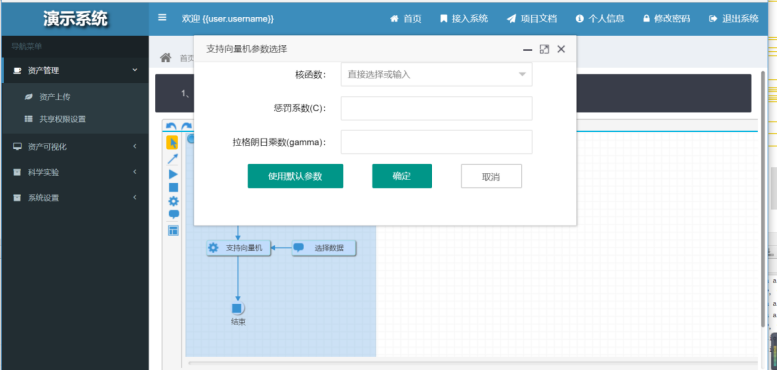 演示系统
欢迎 {{user.username}}
首页
接入系统
项目文档
个人信息
修改密码
退出系统
导航菜单
资产管理
资产上传
共享权限设置
资产可视化
科学实验
系统设置
首页
1、
支持向量机参数选择
核函数:
直接选择或输入
惩罚系数(C):
拉格朗日乘数(gamma):
使用默认参数
确定
取消
支持向量机
选择数据
结束